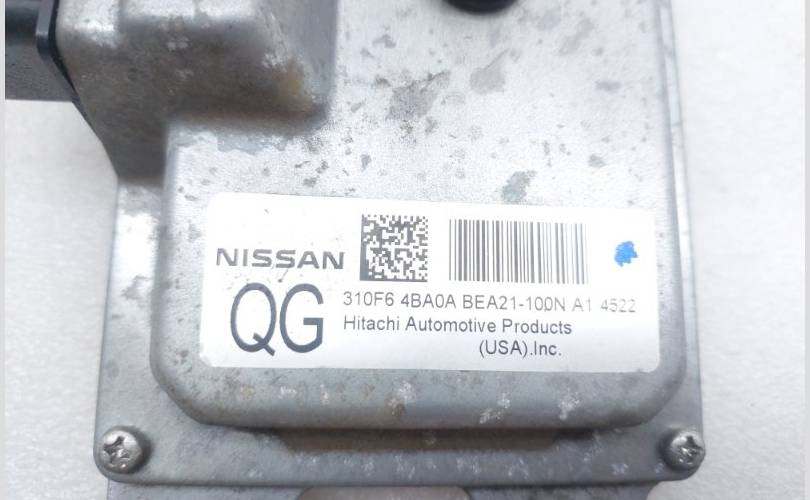 NISSAN
QG
310F6 4BA0A BEA21-100N A1 4522
Hitachi Automotive Products
(USA).Inc.